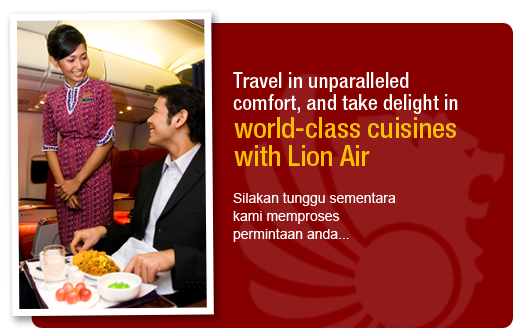 Travel in unparalleled
comfort, and take delight in
world-class cuisines
with Lion Air
Silakan tunggu sementara
kami memproses
permintaan anda...